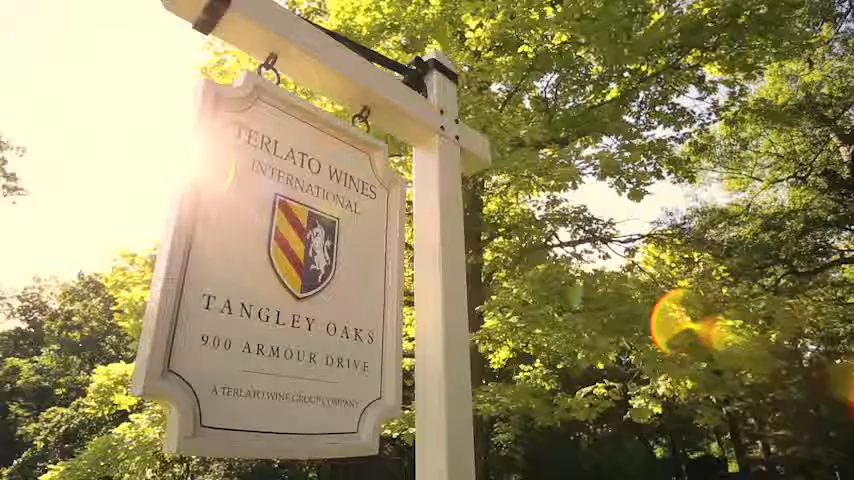 TERLATO WINES
INTERNATIONAL
TANGLEY OAKS
900 ARMOUR DRIVE
A TERLATO WINE GROUP COMPANY